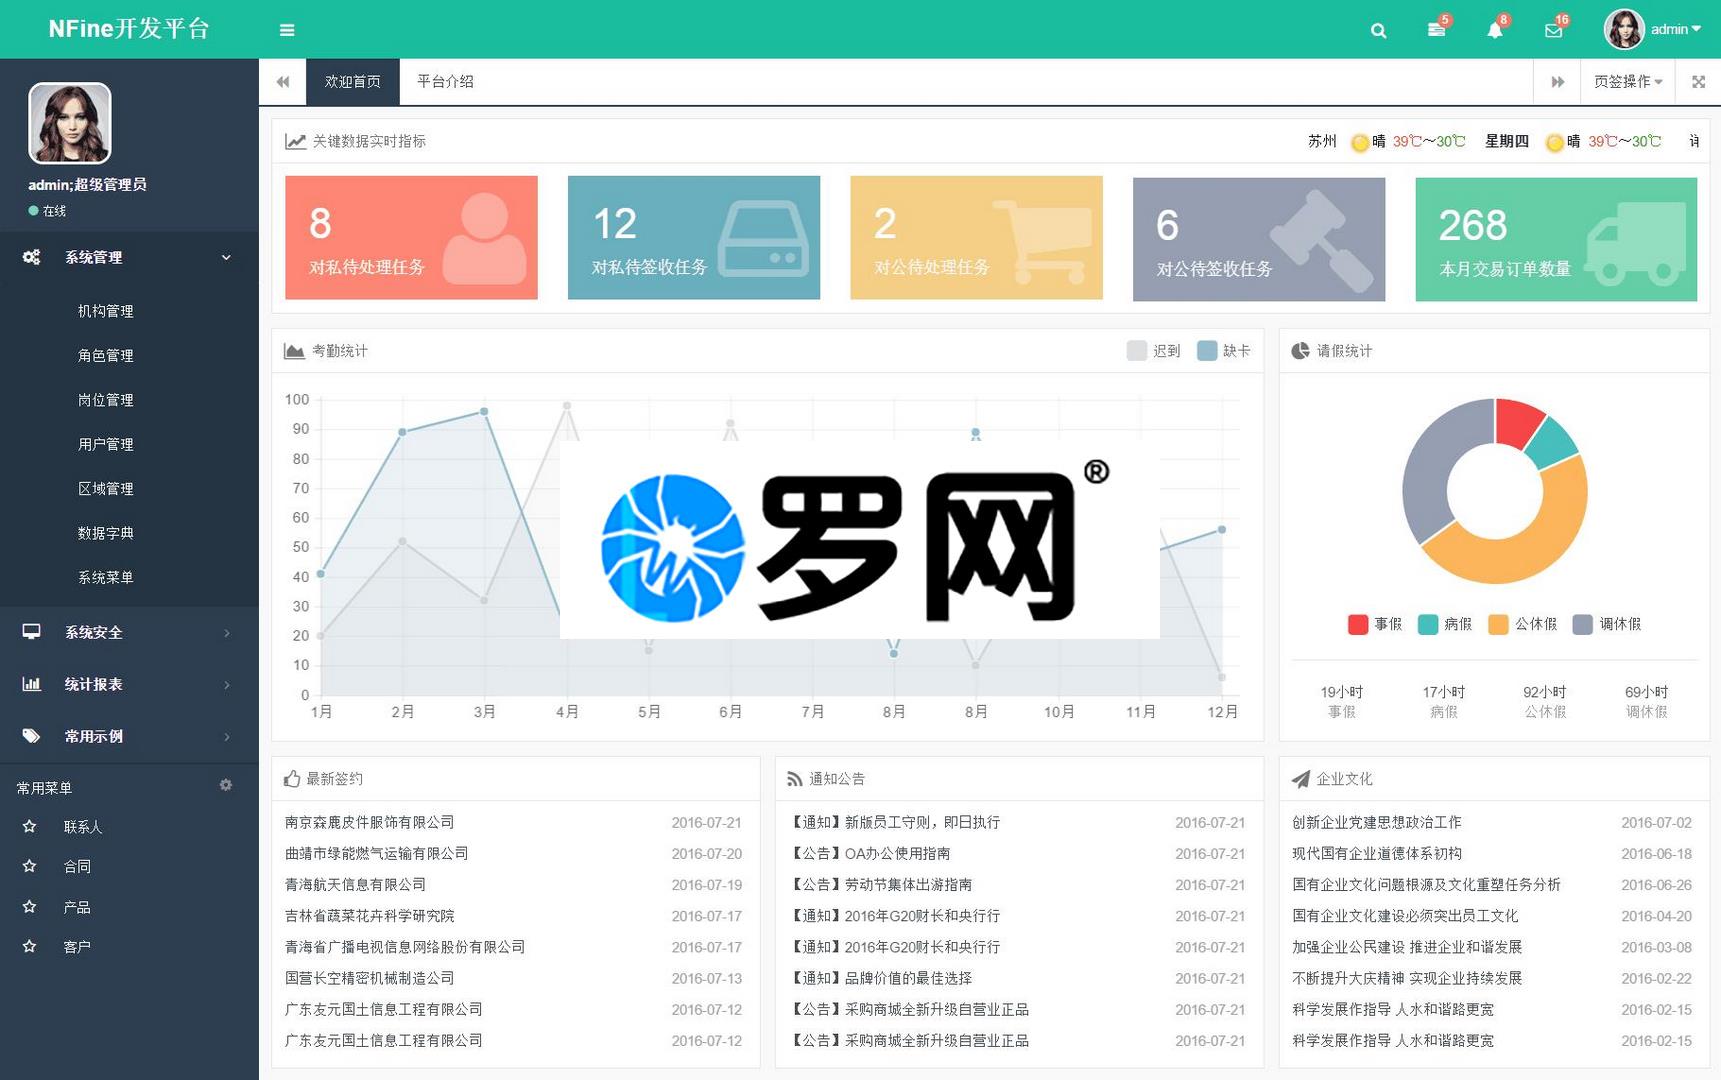 NFine开发平台
5
8
16
admin
admin;超级管理员
在线
系统管理
机构管理
角色管理
岗位管理
用户管理
区域管理
数据字典
系统菜单
系统安全
统计报表
常用示例
常用菜单
联系人
合同
产品
客户
欢迎首页
平台介绍
页签操作
关键数据实时指标
苏州 晴 39℃～30℃ 星期四 晴 39℃～30℃
8
对私待处理任务
12
对私待签收任务
2
对公待处理任务
6
对公待签收任务
268
本月交易订单数量
考勤统计
迟到 缺卡
100
90
80
70
60
50
40
30
20
10
0
1月 2月 3月 4月 5月 6月 7月 8月 8月 10月 11月 12月
罗网®
请假统计
事假 病假 公休假 调休假
19小时 17小时 92小时 69小时
事假 病假 公休假 调休假
最新签约
南京森鹿皮件服饰有限公司 2016-07-21
曲靖市绿能燃气运输有限公司 2016-07-20
青海航天信息有限公司 2016-07-19
吉林省蔬菜花卉科学研究院 2016-07-17
青海省广播电视信息网络股份有限公司 2016-07-17
国营长空精密机械制造公司 2016-07-13
广东友元国土信息工程有限公司 2016-07-12
广东友元国土信息工程有限公司 2016-07-12
通知公告
【通知】新版员工守则，即日执行 2016-07-21
【公告】OA办公使用指南 2016-07-21
【公告】劳动节集体出游指南 2016-07-21
【通知】2016年G20财长和央行行 2016-07-21
【通知】2016年G20财长和央行行 2016-07-21
【通知】品牌价值的最佳选择 2016-07-21
【公告】采购商城全新升级自营业正品 2016-07-21
【公告】采购商城全新升级自营业正品 2016-07-21
企业文化
创新企业党建思想政治工作 2016-07-02
现代国有企业道德体系初构 2016-06-18
国有企业文化问题根源及文化重塑任务分析 2016-06-26
国有企业文化建设必须突出员工文化 2016-04-20
加强企业公民建设 推进企业和谐发展 2016-03-08
不断提升大庆精神 实现企业持续发展 2016-02-22
科学发展作指导 人水和谐路更宽 2016-02-15
科学发展作指导 人水和谐路更宽 2016-02-15